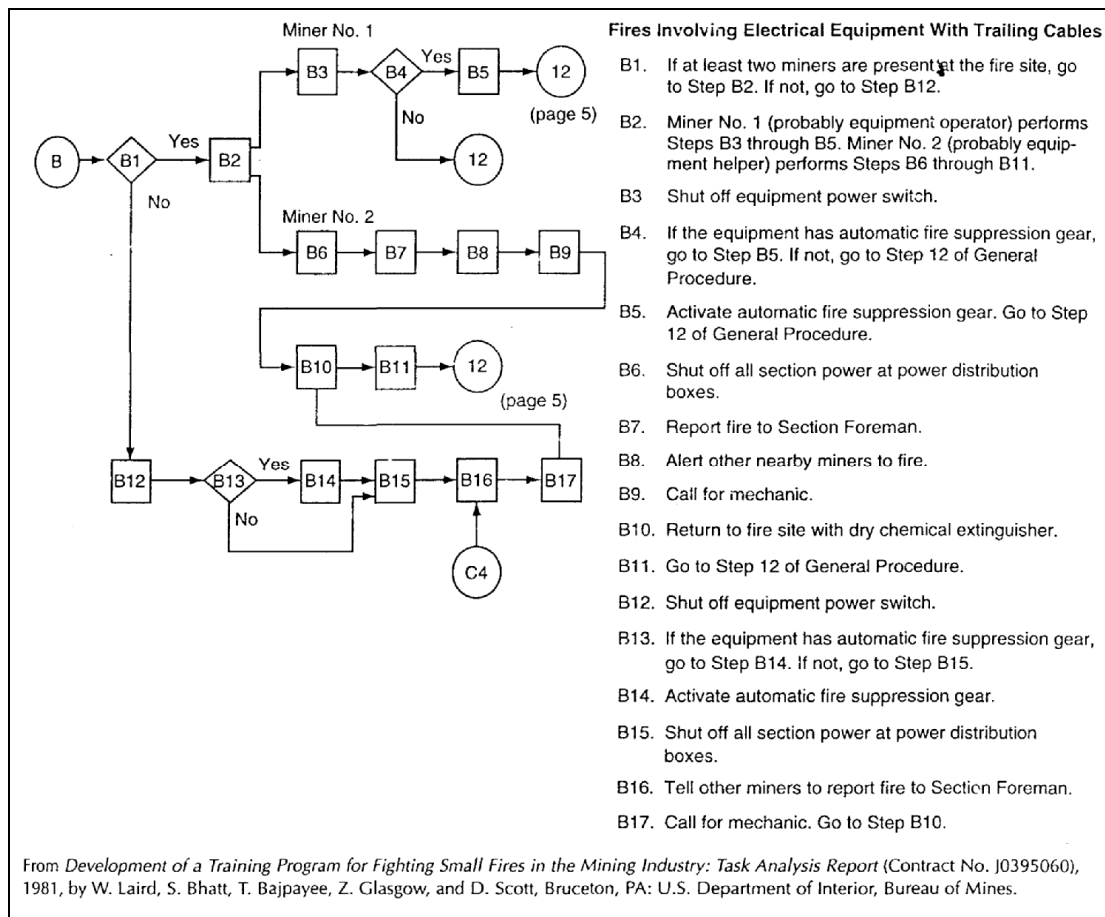 Miner No. 1
B3
B4
Yes
B5
12
(page 5)
No
12
B
B1
Yes
B2
No
Miner No. 2
B6
B7
B8
B9
B10
B11
12
(page 5)
B12
B13
Yes
B14
B15
B16
B17
No
C4
Fires Involving Electrical Equipment With Trailing Cables
B1. If at least two miners are present at the fire site, go
to Step B2. If not, go to Step B12.
B2. Miner No. 1 (probably equipment operator) performs
Steps B3 through B5. Miner No. 2 (probably equip-
ment helper) performs Steps B6 through B11.
B3 Shut off equipment power switch.
B4. If the equipment has automatic fire suppression gear,
go to Step B5. If not, go to Step 12 of General
Procedure.
B5. Activate automatic fire suppression gear. Go to Step
12 of General Procedure.
B6. Shut off all section power at power distribution
boxes.
B7. Report fire to Section Foreman.
B8. Alert other nearby miners to fire.
B9. Call for mechanic.
B10. Return to fire site with dry chemical extinguisher.
B11. Go to Step 12 of General Procedure.
B12. Shut off equipment power switch.
B13. If the equipment has automatic fire suppression gear,
go to Step B14. If not, go to Step B15.
B14. Activate automatic fire suppression gear.
B15. Shut off all section power at power distribution
boxes.
B16. Tell other miners to report fire to Section Foreman.
B17. Call for mechanic. Go to Step B10.
From Development of a Training Program for Fighting Small Fires in the Mining Industry: Task Analysis Report (Contract No. J0395060),
1981, by W. Laird, S. Bhatt, T. Bajpayee, Z. Glasgow, and D. Scott, Bruceton, PA: U.S. Department of Interior, Bureau of Mines.